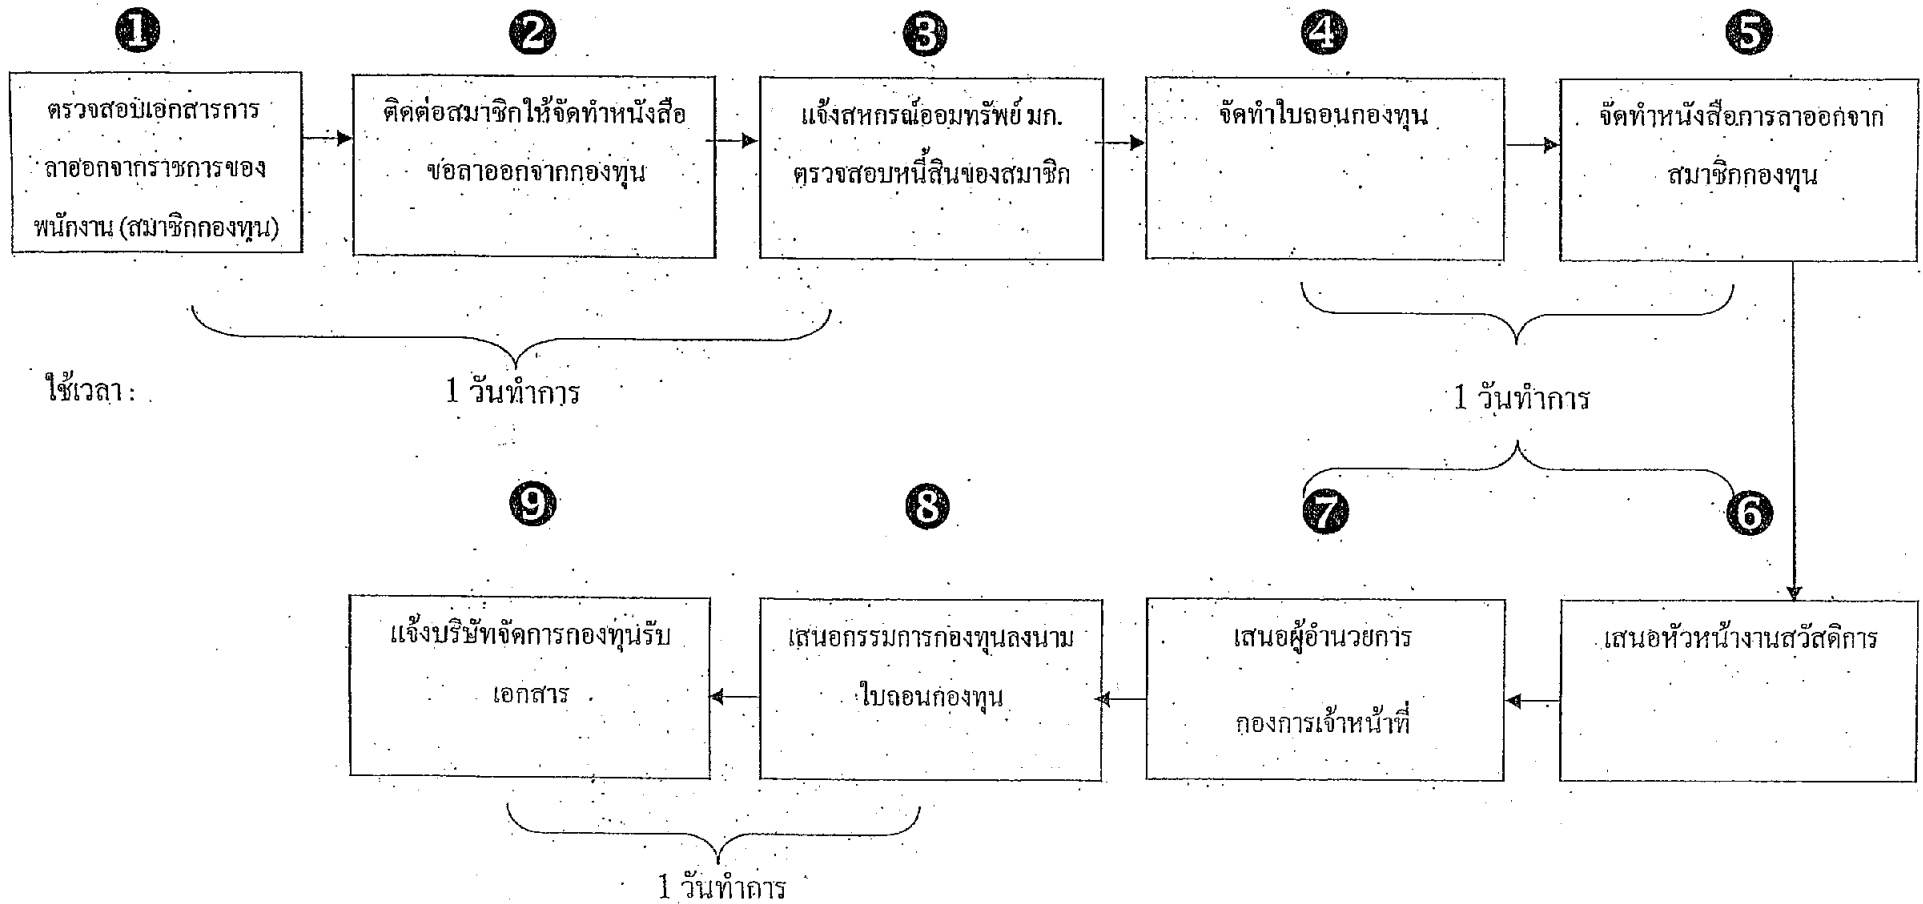 1
ตรวจสอบเอกสารการ
ลาออกจากราชการของ
พนักงาน (สมาชิกกองทุน)
2
ติดต่อสมาชิกให้จัดทำหนังสือ
ขอลาออกจากกองทุน
3
แจ้งสหกรณ์ออมทรัพย์ มก.
ตรวจสอบหนี้สินของสมาชิก
4
จัดทำใบถอนกองทุน
5
จัดทำหนังสือการลาออกจาก
สมาชิกกองทุน
ใช้เวลา :
1 วันทำการ
1 วันทำการ
6
เสนอหัวหน้างานสวัสดิการ
7
เสนอผู้อำนวยการ
กองการเจ้าหน้าที่
8
เสนอกรรมการกองทุนลงนาม
ใบถอนกองทุน
9
แจ้งบริษัทจัดการกองทุนรับ
เอกสาร
1 วันทำการ